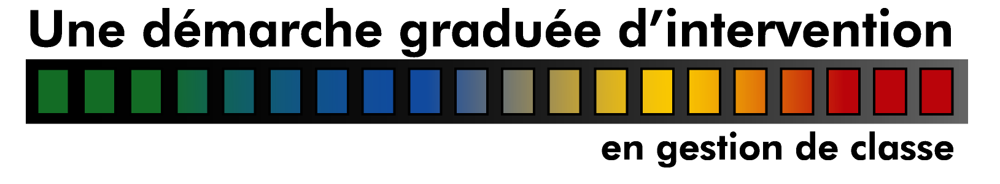 Une démarche graduée d’intervention
en gestion de classe